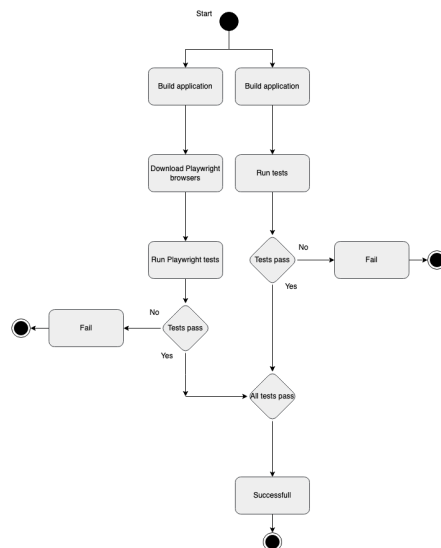 Start
Build application
Build application
Download Playwright
browsers
Run tests
Run Playwright tests
Tests pass
No
Fail
Yes
No
Fail
Tests pass
Yes
All tests pass
Successfull